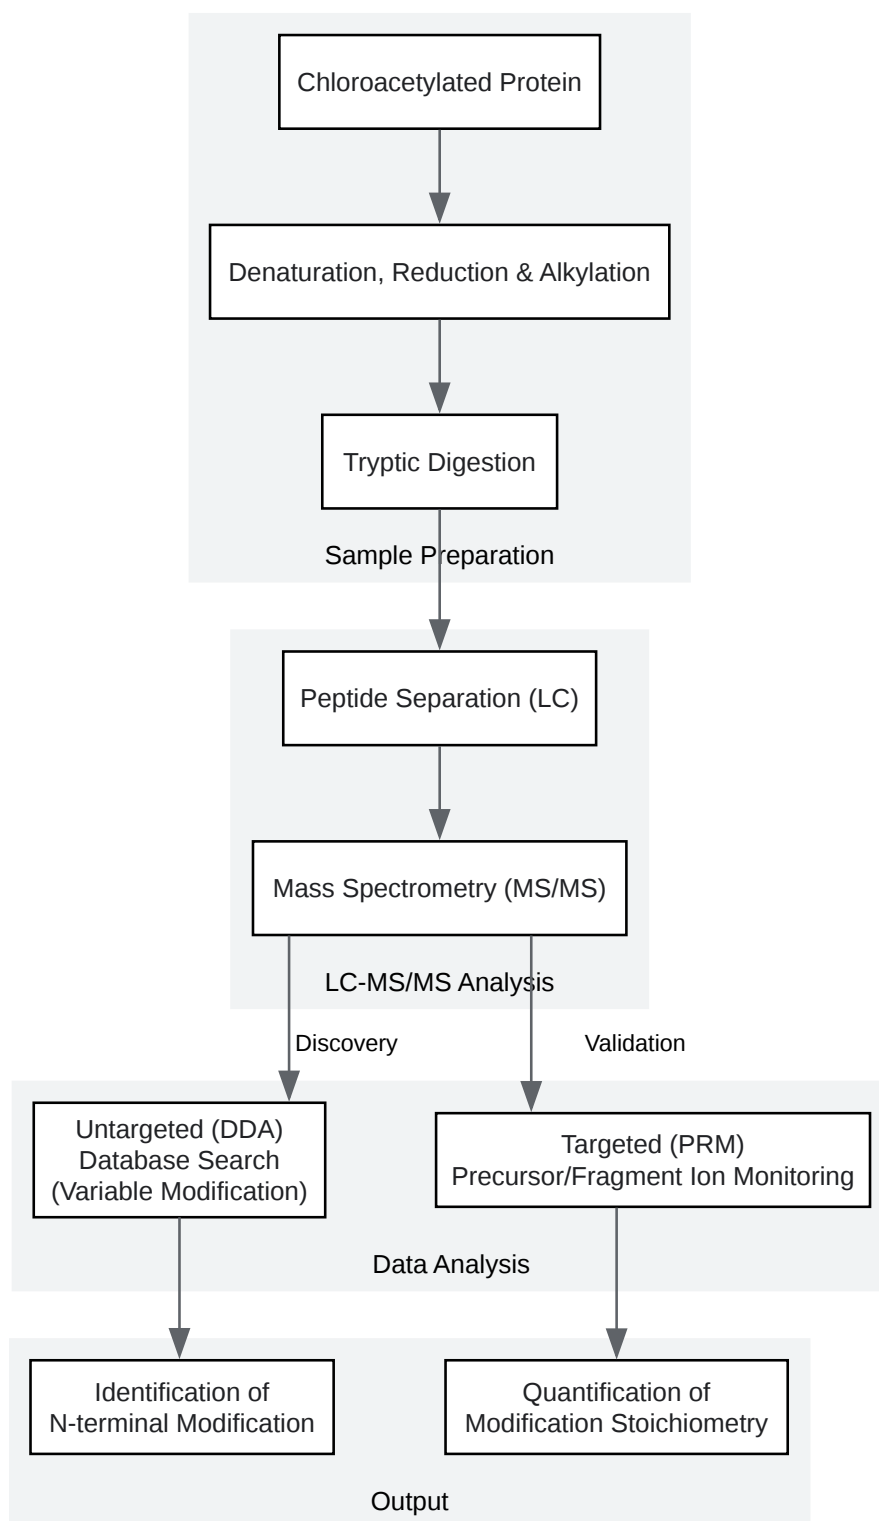 Chloroacetylated Protein
Denaturation, Reduction & Alkylation
Tryptic Digestion
Sample Preparation
Peptide Separation (LC)
Mass Spectrometry (MS/MS)
LC-MS/MS Analysis
Discovery
Validation
Untargeted (DDA)
Database Search
(Variable Modification)
Targeted (PRM)
Precursor/Fragment Ion Monitoring
Data Analysis
Identification of
N-terminal Modification
Quantification of
Modification Stoichiometry
Output